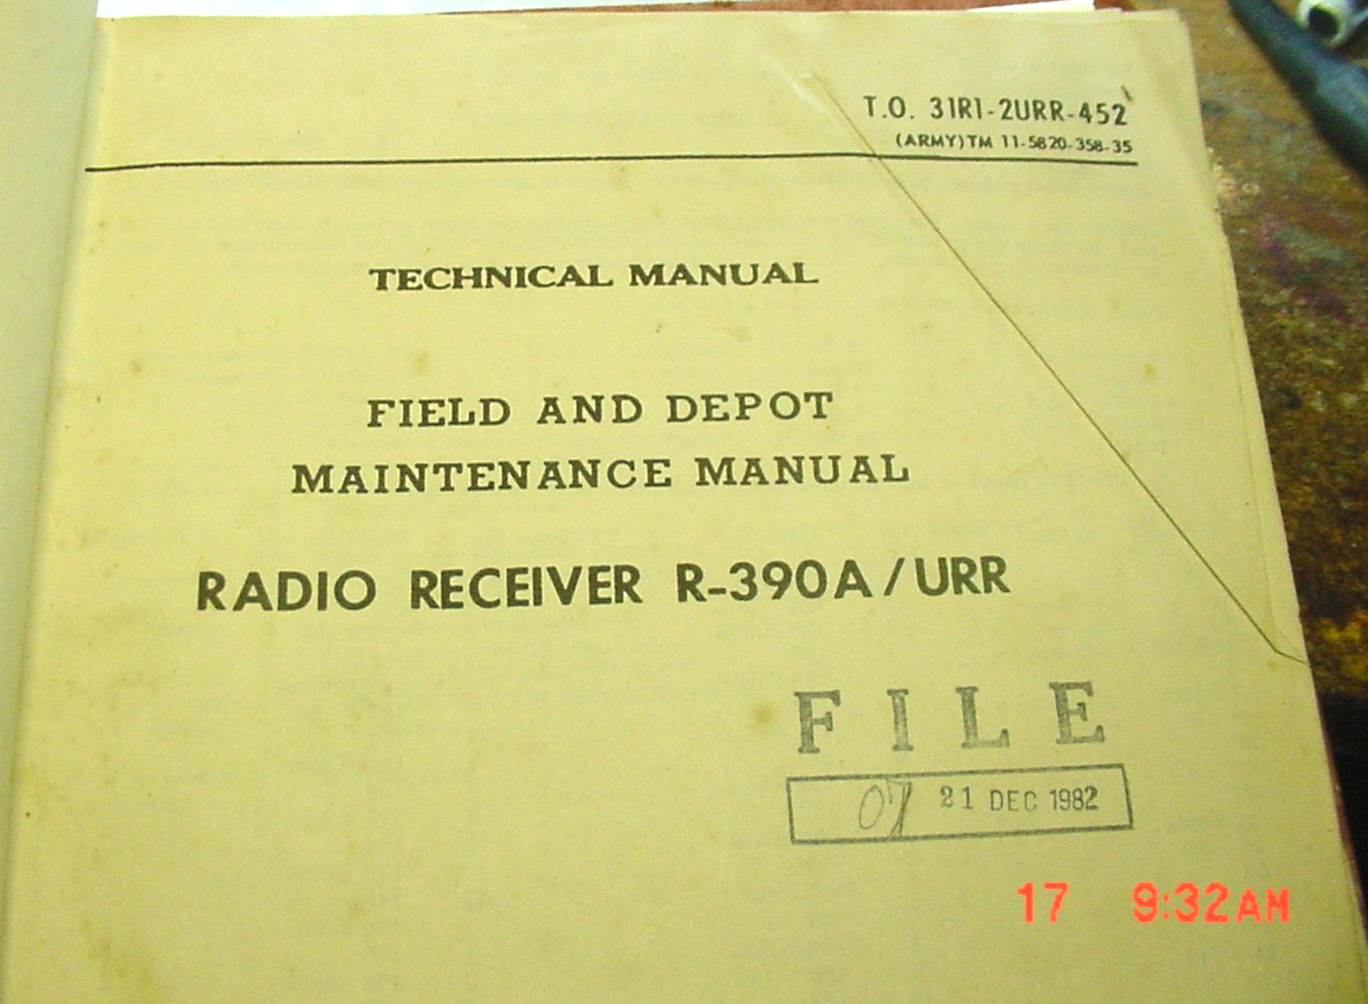 T.O. 31R1-2URR-452
(ARMY)TM 11-5820-358-35
TECHNICAL MANUAL
FIELD AND DEPOT
MAINTENANCE MANUAL
RADIO RECEIVER R-390A/URR
FILE
07 21 DEC 1982
17 9:32AM